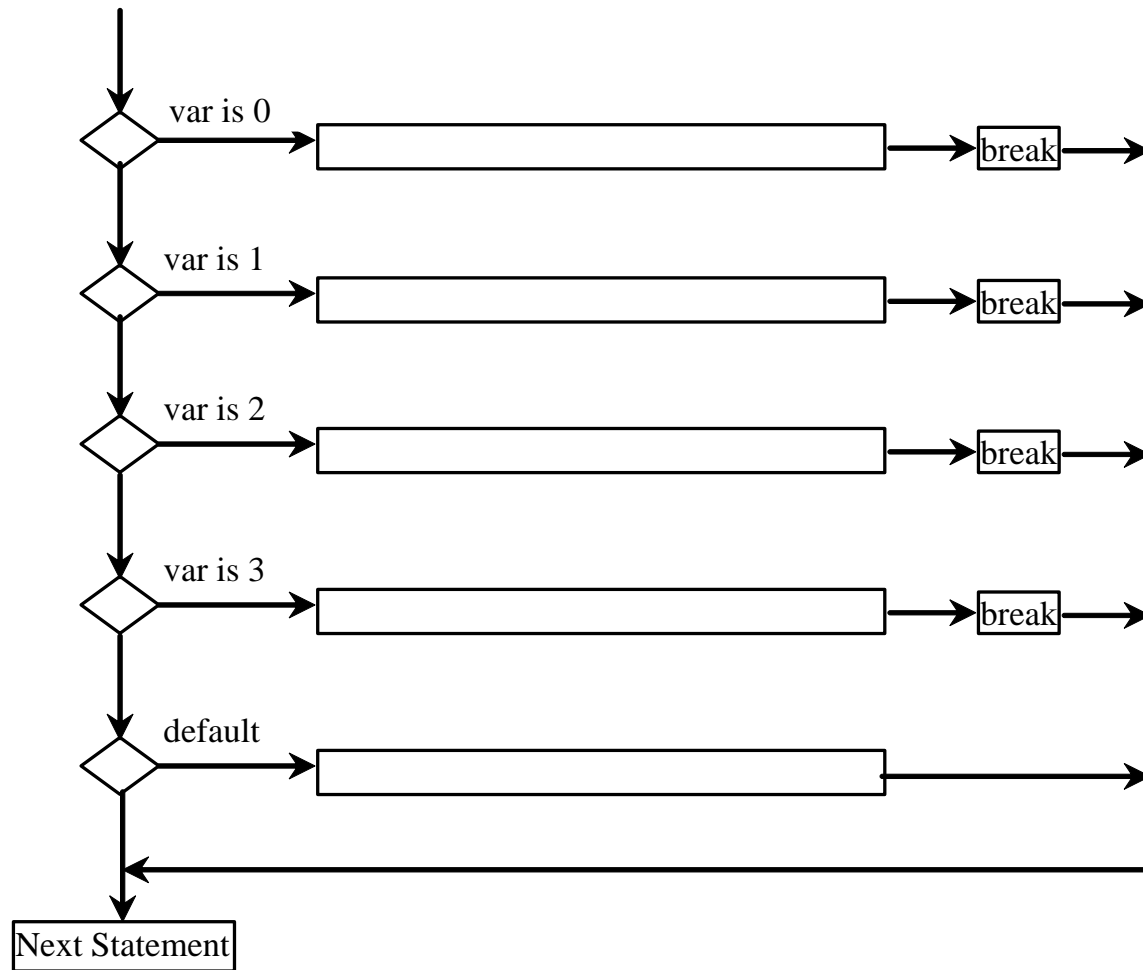 var is 0
break
var is 1
break
var is 2
break
var is 3
break
default
Next Statement